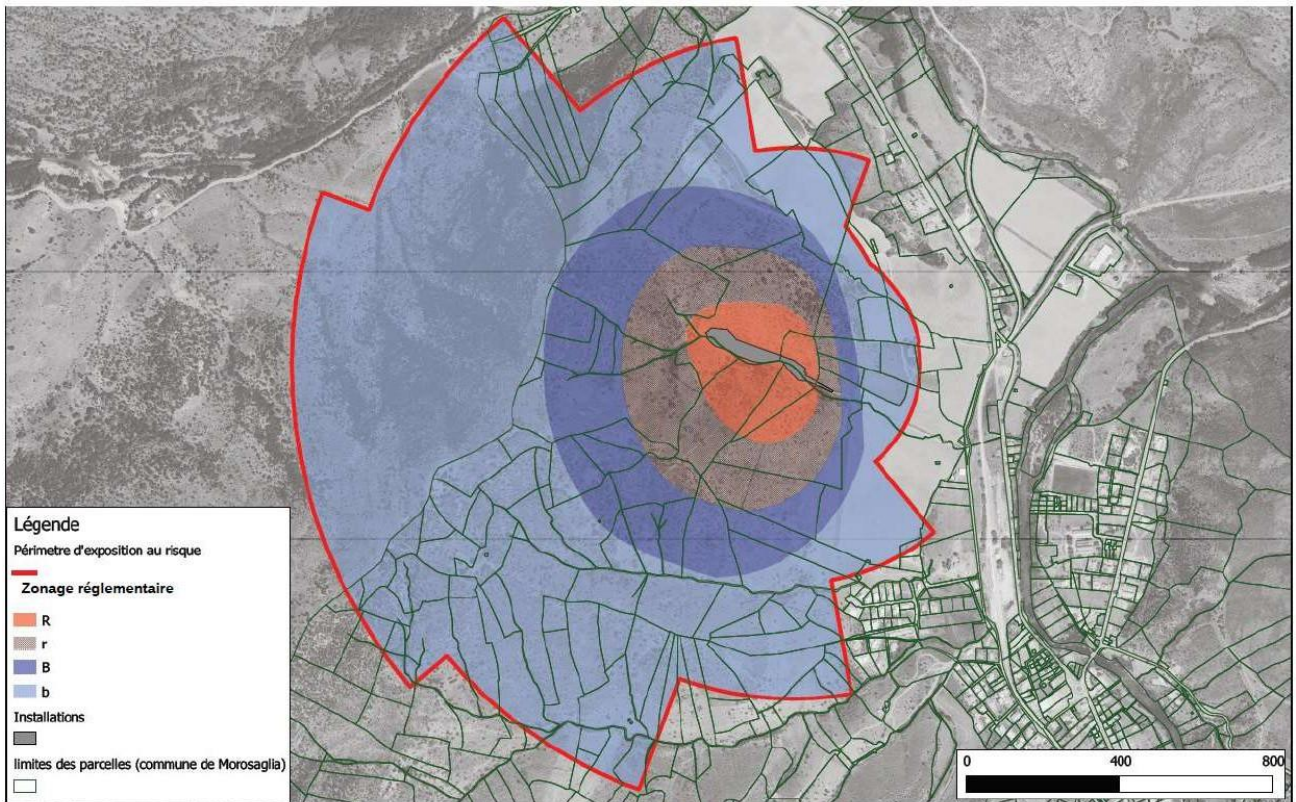 Légende
Périmetre d'exposition au risque
Zonage réglementaire
R
r
B
b
Installations
limites des parcelles (commune de Morosaglia)
0 400 800